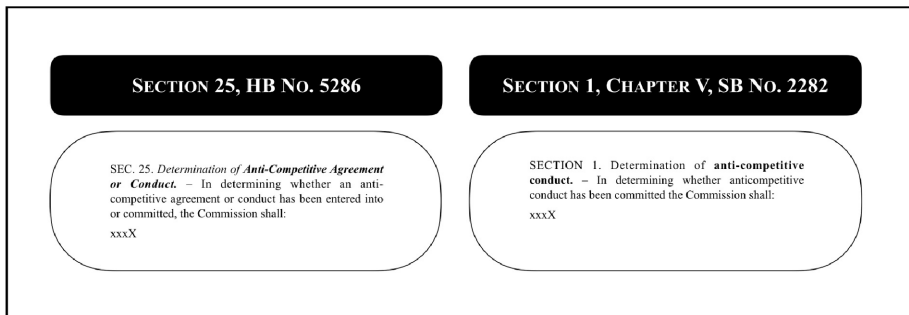 SECTION 25, HB NO. 5286
SEC. 25. Determination of Anti-Competitive Agreement
or Conduct. – In determining whether an anti-
competitive agreement or conduct has been entered into
or committed, the Commission shall:
xxxX
SECTION 1, CHAPTER V, SB NO. 2282
SECTION 1. Determination of anti-competitive
conduct. – In determining whether anticompetitive
conduct has been committed the Commission shall:
xxxX